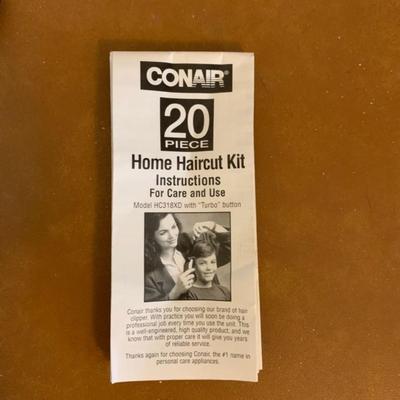 CONAIR®
20
PIECE
Home Haircut Kit
Instructions
For Care and Use
Model HC318XD with "Turbo" button
Conair thanks you for choosing our brand of hair
clipper. With practice you will soon be doing a
professional job every time you use the unit. This
is a well-engineered, high quality product, and we
know that with proper care it will give you years
of reliable service.
Thanks again for choosing Conair, the #1 name in
personal care appliances.